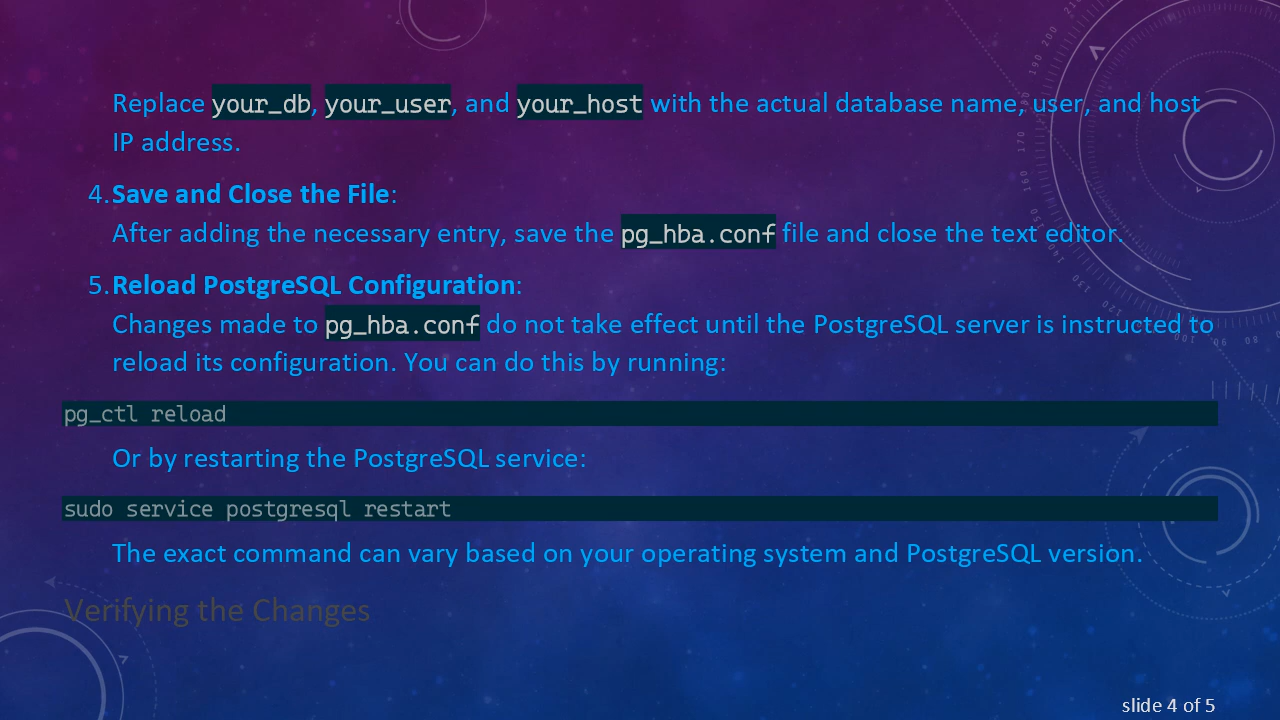 Replace your_db, your_user, and your_host with the actual database name, user, and host
IP address.
4. Save and Close the File:
After adding the necessary entry, save the pg_hba.conf file and close the text editor.
5. Reload PostgreSQL Configuration:
Changes made to pg_hba.conf do not take effect until the PostgreSQL server is instructed to
reload its configuration. You can do this by running:
pg_ctl reload
Or by restarting the PostgreSQL service:
sudo service postgresql restart
The exact command can vary based on your operating system and PostgreSQL version.
Verifying the Changes
slide 4 of 5